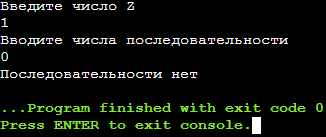 Введите число Z
1
Вводите числа последовательности
0
Последовательности нет
...Program finished with exit code 0
Press ENTER to exit console.